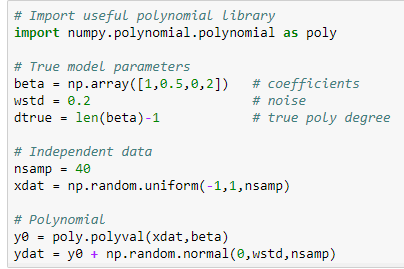 # Import useful polynomial library
import numpy.polynomial.polynomial as poly
# True model parameters
beta = np.array([1,0.5,0,2])   # coefficients
wstd = 0.2                     # noise
dtrue = len(beta)-1            # true poly degree
# Independent data
nsamp = 40
xdat = np.random.uniform(-1,1,nsamp)
# Polynomial
y0 = poly.polyval(xdat,beta)
ydat = y0 + np.random.normal(0,wstd,nsamp)